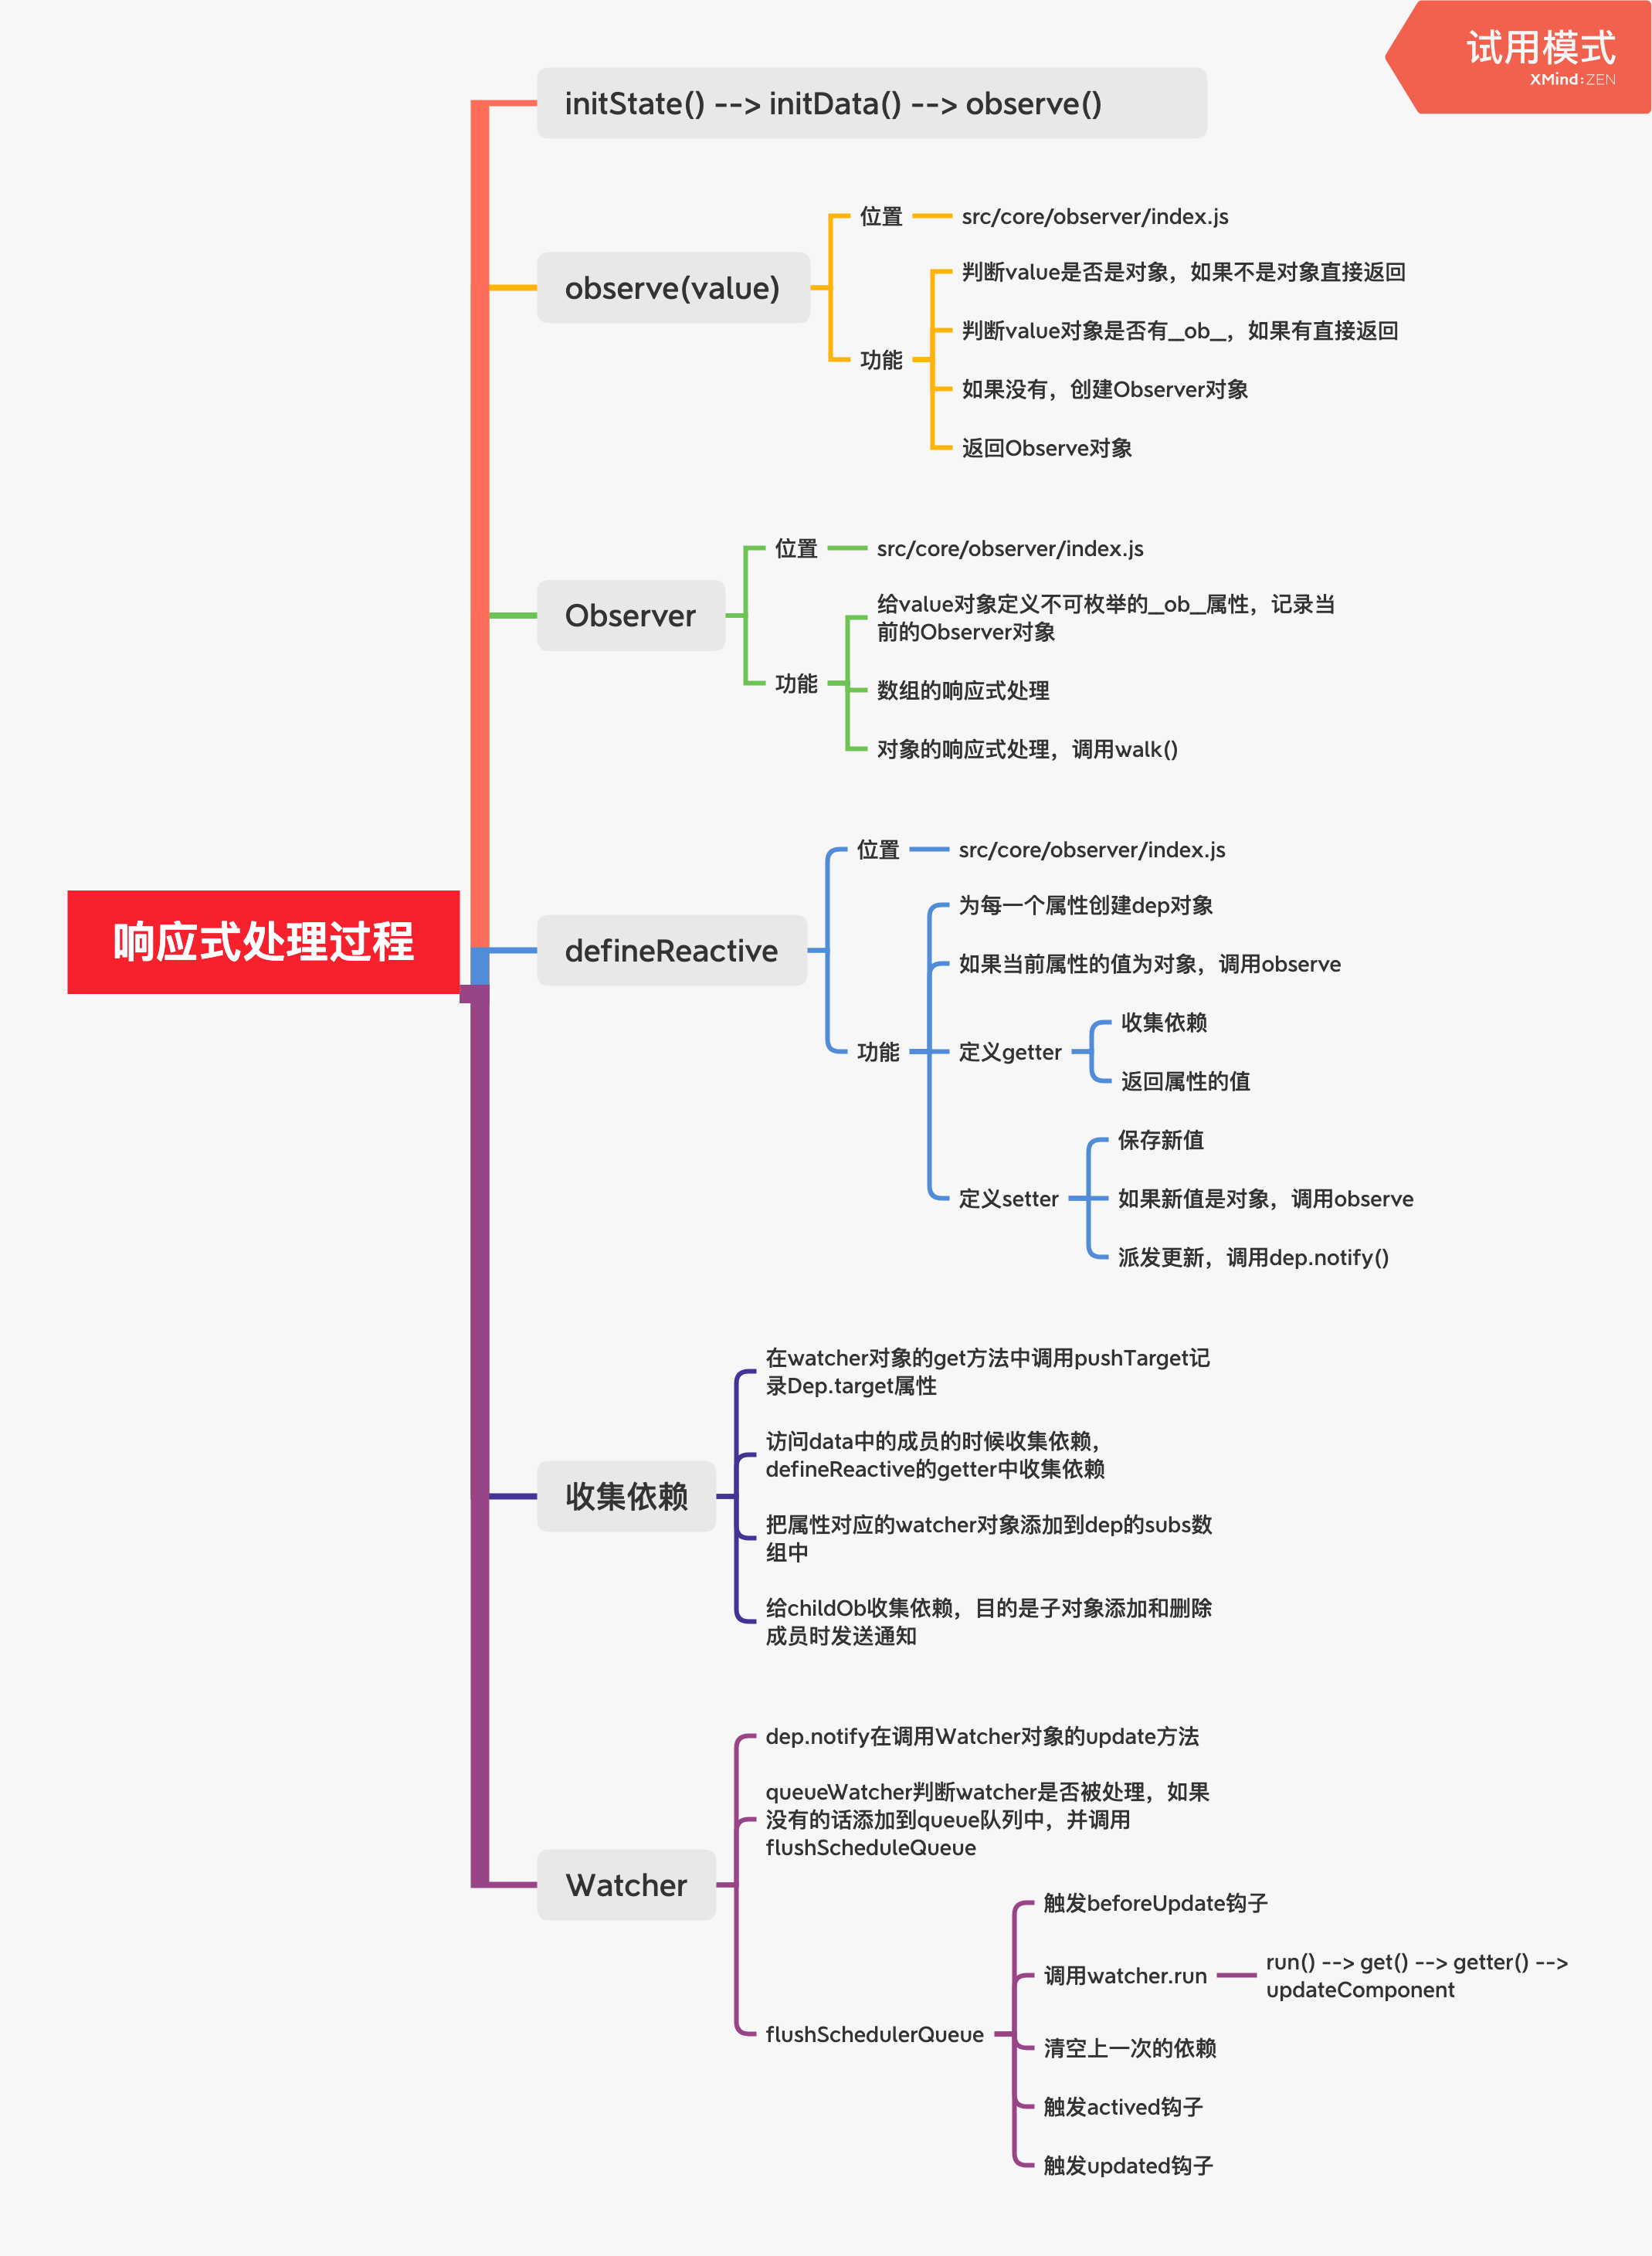 试用模式
XMind:ZEN
initState() --> initData() --> observe()
位置
src/core/observer/index.js
observe(value)
功能
判断value是否是对象，如果不是对象直接返回
判断value对象是否有_ob_，如果有直接返回
如果没有，创建Observer对象
返回Observe对象
Observer
位置
src/core/observer/index.js
功能
给value对象定义不可枚举的_ob_属性，记录当
前的Observer对象
数组的响应式处理
对象的响应式处理，调用walk()
响应式处理过程
defineReactive
位置
src/core/observer/index.js
功能
为每一个属性创建dep对象
如果当前属性的值为对象，调用observe
定义getter
收集依赖
返回属性的值
定义setter
保存新值
如果新值是对象，调用observe
派发更新，调用dep.notify()
收集依赖
在watcher对象的get方法中调用pushTarget记
录Dep.target属性
访问data中的成员的时候收集依赖，
defineReactive的getter中收集依赖
把属性对应的watcher对象添加到dep的subs数
组中
给childOb收集依赖，目的是子对象添加和删除
成员时发送通知
Watcher
dep.notify在调用Watcher对象的update方法
queueWatcher判断watcher是否被处理，如果
没有的话添加到queue队列中，并调用
flushScheduleQueue
flushSchedulerQueue
触发beforeUpdate钩子
调用watcher.run
run() --> get() --> getter() -->
updateComponent
清空上一次的依赖
触发actived钩子
触发updated钩子